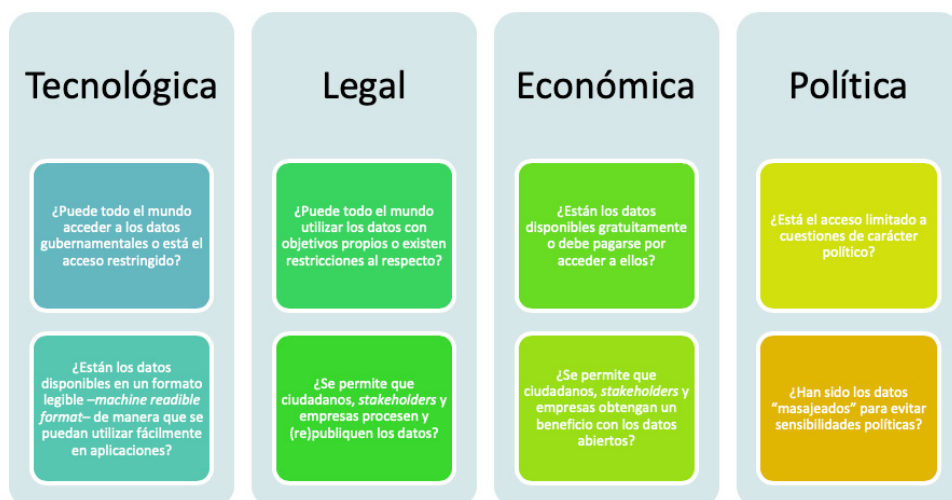 Tecnológica
¿Puede todo el mundo
acceder a los datos
gubernamentales o está el
acceso restringido?
¿Están los datos
disponibles en un formato
legible –machine readible
format– de manera que se
puedan utilizar fácilmente
en aplicaciones?
Legal
¿Puede todo el mundo
utilizar los datos con
objetivos propios o existen
restricciones al respecto?
¿Se permite que
ciudadanos, stakeholders y
empresas procesen y
(re)publiquen los datos?
Económica
¿Están los datos
disponibles gratuitamente
o debe pagarse por
acceder a ellos?
¿Se permite que
ciudadanos, stakeholders y
empresas obtengan un
beneficio con los datos
abiertos?
Política
¿Está el acceso limitado a
cuestiones de carácter
político?
¿Han sido los datos
“masajeados” para evitar
sensibilidades políticas?